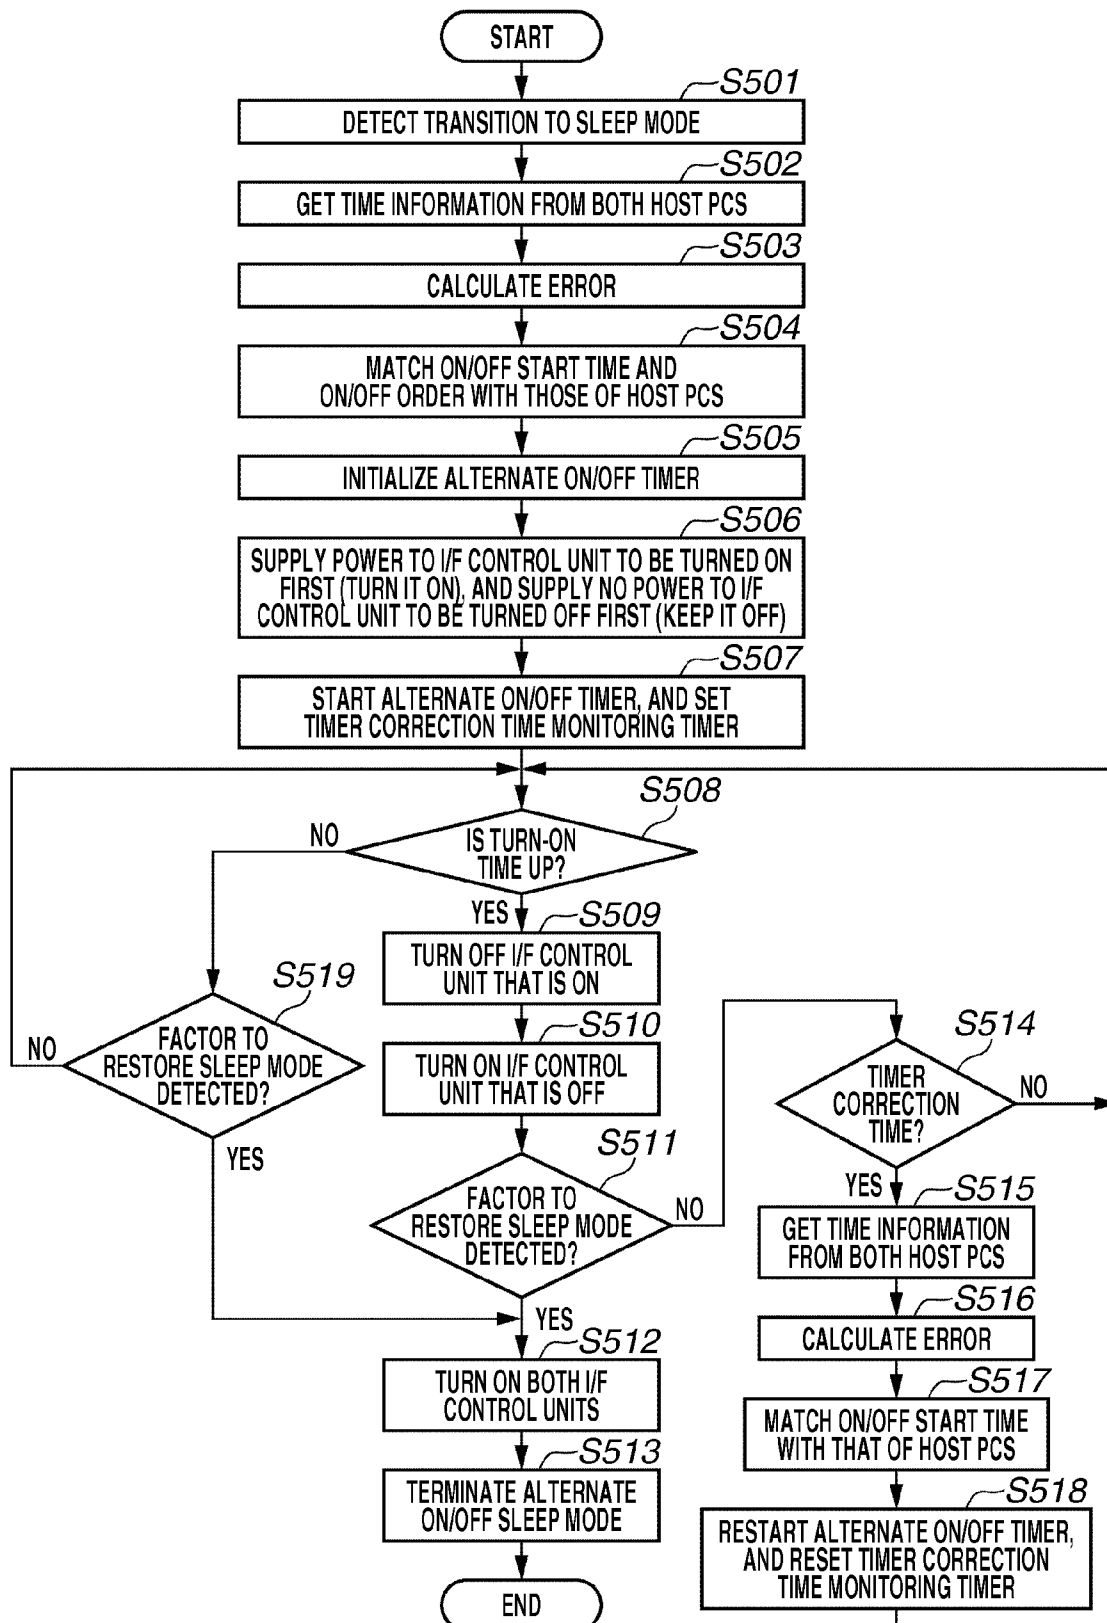 START
S501
DETECT TRANSITION TO SLEEP MODE
S502
GET TIME INFORMATION FROM BOTH HOST PCS
S503
CALCULATE ERROR
S504
MATCH ON/OFF START TIME AND
ON/OFF ORDER WITH THOSE OF HOST PCS
S505
INITIALIZE ALTERNATE ON/OFF TIMER
S506
SUPPLY POWER TO I/F CONTROL UNIT TO BE TURNED ON
FIRST (TURN IT ON), AND SUPPLY NO POWER TO I/F
CONTROL UNIT TO BE TURNED OFF FIRST (KEEP IT OFF)
S507
START ALTERNATE ON/OFF TIMER, AND SET
TIMER CORRECTION TIME MONITORING TIMER
S508
IS TURN-ON
TIME UP?
NO
YES
S509
TURN OFF I/F CONTROL
UNIT THAT IS ON
S519
FACTOR TO
RESTORE SLEEP MODE
DETECTED?
NO
YES
S510
TURN ON I/F CONTROL
UNIT THAT IS OFF
S511
FACTOR TO
RESTORE SLEEP MODE
DETECTED?
NO
YES
S512
TURN ON BOTH I/F
CONTROL UNITS
S513
TERMINATE ALTERNATE
ON/OFF SLEEP MODE
END
S514
TIMER
CORRECTION
TIME?
NO
YES
S515
GET TIME INFORMATION
FROM BOTH HOST PCS
S516
CALCULATE ERROR
S517
MATCH ON/OFF START TIME
WITH THAT OF HOST PCS
S518
RESTART ALTERNATE ON/OFF TIMER,
AND RESET TIMER CORRECTION
TIME MONITORING TIMER